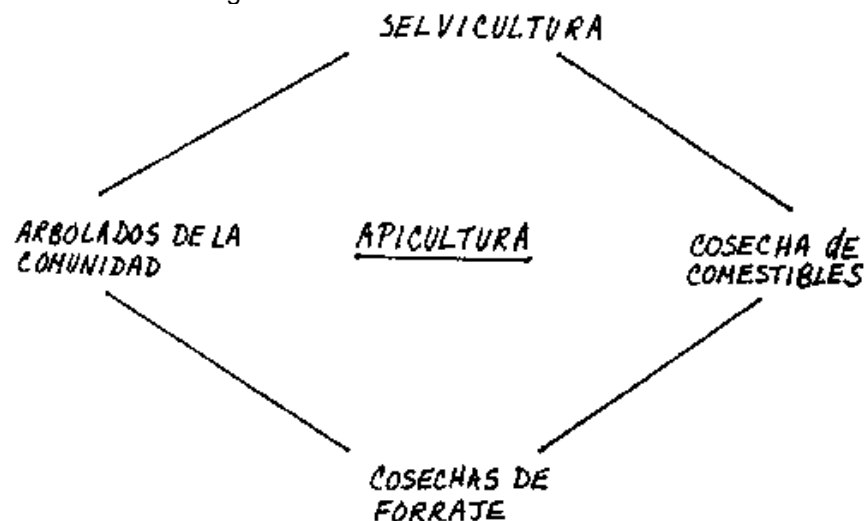 SELVICULTURA
ARBOLADOS DE LA
COMUNIDAD
APICULTURA
COSECHA de
COMESTIBLES
COSECHAS DE
FORRAJE